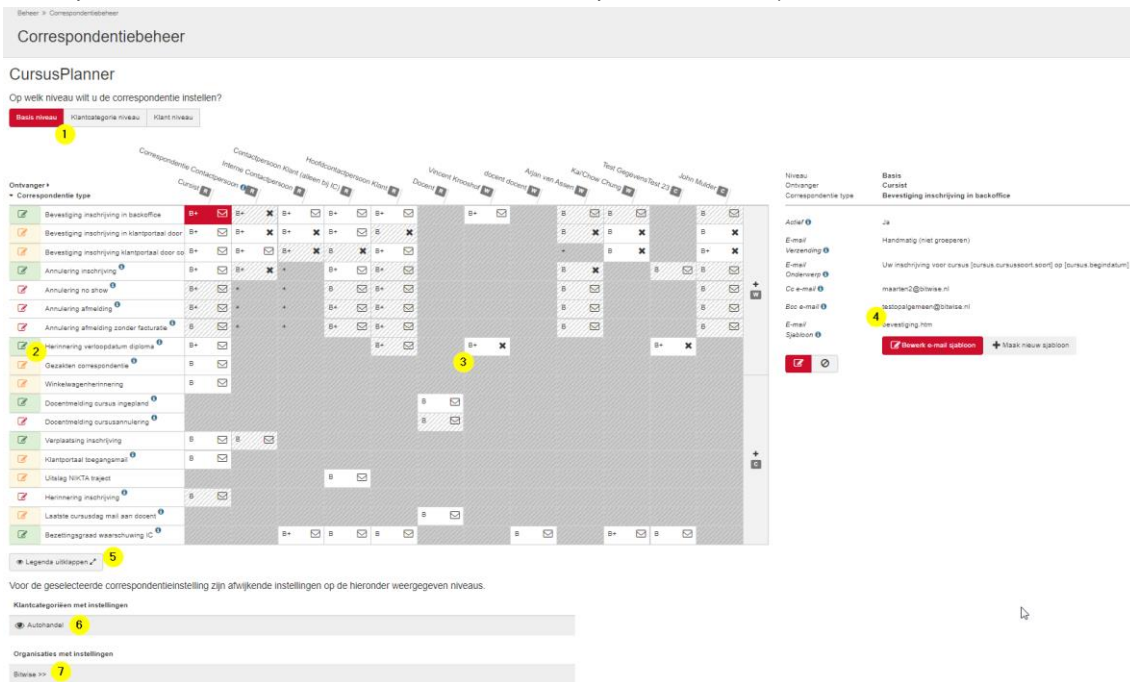 Beheer > Correspondentiebeheer
Correspondentiebeheer
CursusPlanner
Op welk niveau wilt u de correspondentie instellen?
Basis niveau Klantcategorie niveau Klant niveau
1
Ontvanger
Correspondentie type
Cursist R
Correspondentie Contactpersoon R
Interne Contactpersoon R
Contactpersoon Klant (alleen bij IC) R
Hoofdcontactpersoon Klant R
Docent R
Vincent Krooshof W
docent docent W
Arjan van Assen W
Kai/Chow Chung W
Test GegevensTest 23 C
John Mulder C
Bevestiging inschrijving in backoffice B+ B+ B+ B+ B+ B+ B B B
Bevestiging inschrijving in klantportaal door B+ B+ B+ B+ B B B B
Bevestiging inschrijving klantportaal door co B+ B+ B+ B B+ + B B+
Annulering inschrijving B+ B+ + B+ B+ B B B
Annulering no show B+ + + B+ B+ B B
Annulering afmelding B+ + + B+ B+ B B
Annulering afmelding zonder facturatie B + + B+ B+ B B
2 Herinnering verloopdatum diploma B+ B+ B+ B+
3
Gezakten correspondentie B
Winkelwagenherinnering B
Docentmelding cursus ingepland B
Docentmelding cursusannulering B
Verplaatsing inschrijving B B
Klantportaal toegangsmail B
Uitslag NIKTA traject B
Herinnering inschrijving B
Laatste cursusdag mail aan docent B
Bezettingsgraad waarschuwing IC B+ B B B B+ B
+ W
+ C
Legenda uitklappen 5
Voor de geselecteerde correspondentieinstelling zijn afwijkende instellingen op de hieronder weergegeven niveaus.
Klantcategorieën met instellingen
Autohandel 6
Organisaties met instellingen
Bitwise >> 7
Niveau Basis
Ontvanger Cursist
Correspondentie type Bevestiging inschrijving in backoffice
Actief Ja
E-mail Verzending Handmatig (niet groeperen)
E-mail Onderwerp Uw inschrijving voor cursus [cursus.cursussoort.soort] op [cursus.begindatum]
Cc e-mail maarten2@bitwise.nl
Bcc e-mail testopalgemeen@bitwise.nl
4
E-mail Sjabloon bevestiging.htm
Bewerk e-mail sjabloon + Maak nieuw sjabloon